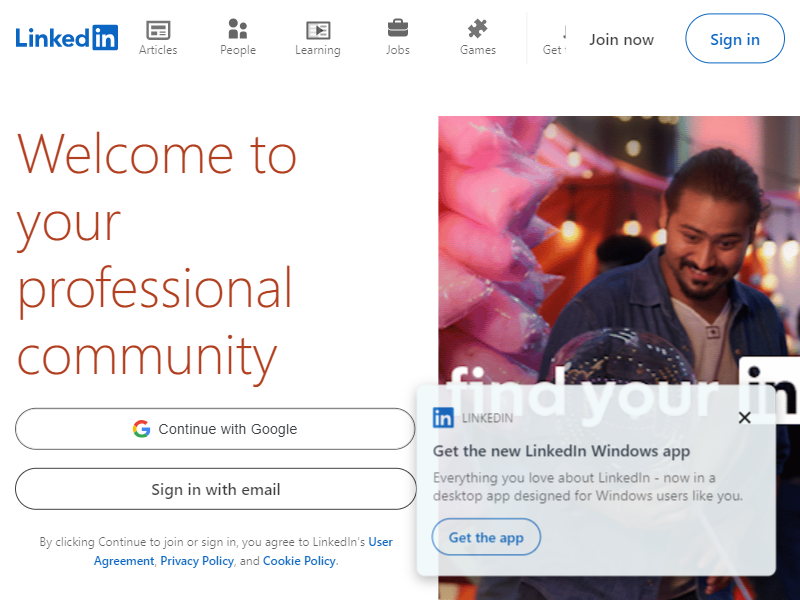 Linked in
Articles
People
Learning
Jobs
Games
Get
Join now
Sign in
Welcome to
your
professional
community
find your in
Continue with Google
Sign in with email
By clicking Continue to join or sign in, you agree to LinkedIn's User
Agreement, Privacy Policy, and Cookie Policy.
in LINKEDIN
Get the new LinkedIn Windows app
Everything you love about LinkedIn - now in a
desktop app designed for Windows users like you.
Get the app